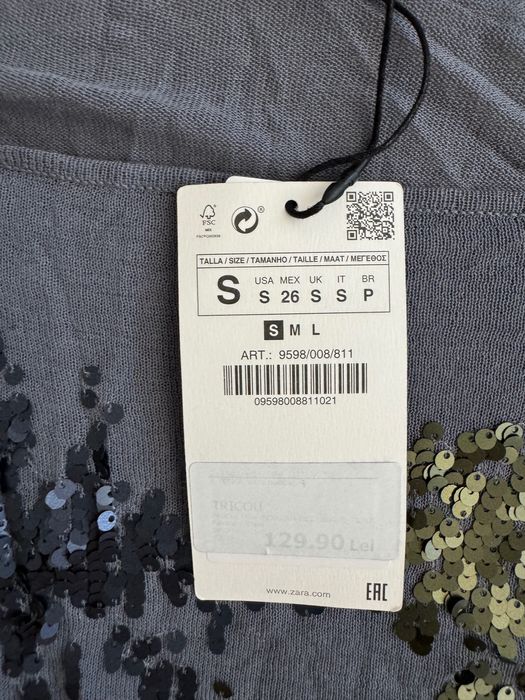 FSC
MIX
TALLA / SIZE / TAMANHO / TAILLE / MAAT / ΜΕΓΕΘΟΣ
S
USA MEX UK IT BR
S 26 S S P
S M L
ART.: 9598/008/811
09598008811021
TRICOU
129.90 Lei
www.zara.com
EAC